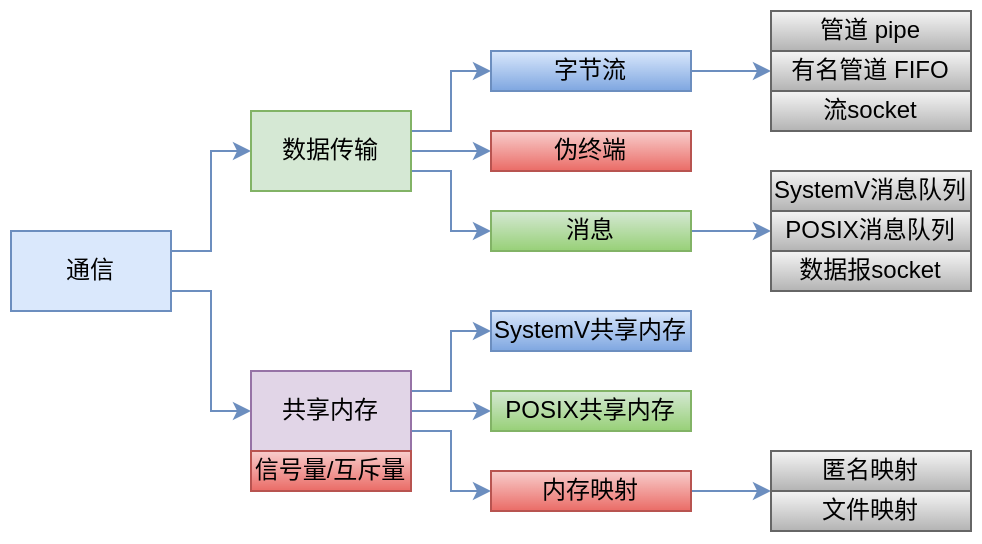 通信
数据传输
字节流
管道 pipe
有名管道 FIFO
流socket
伪终端
消息
SystemV消息队列
POSIX消息队列
数据报socket
共享内存
信号量/互斥量
SystemV共享内存
POSIX共享内存
内存映射
匿名映射
文件映射